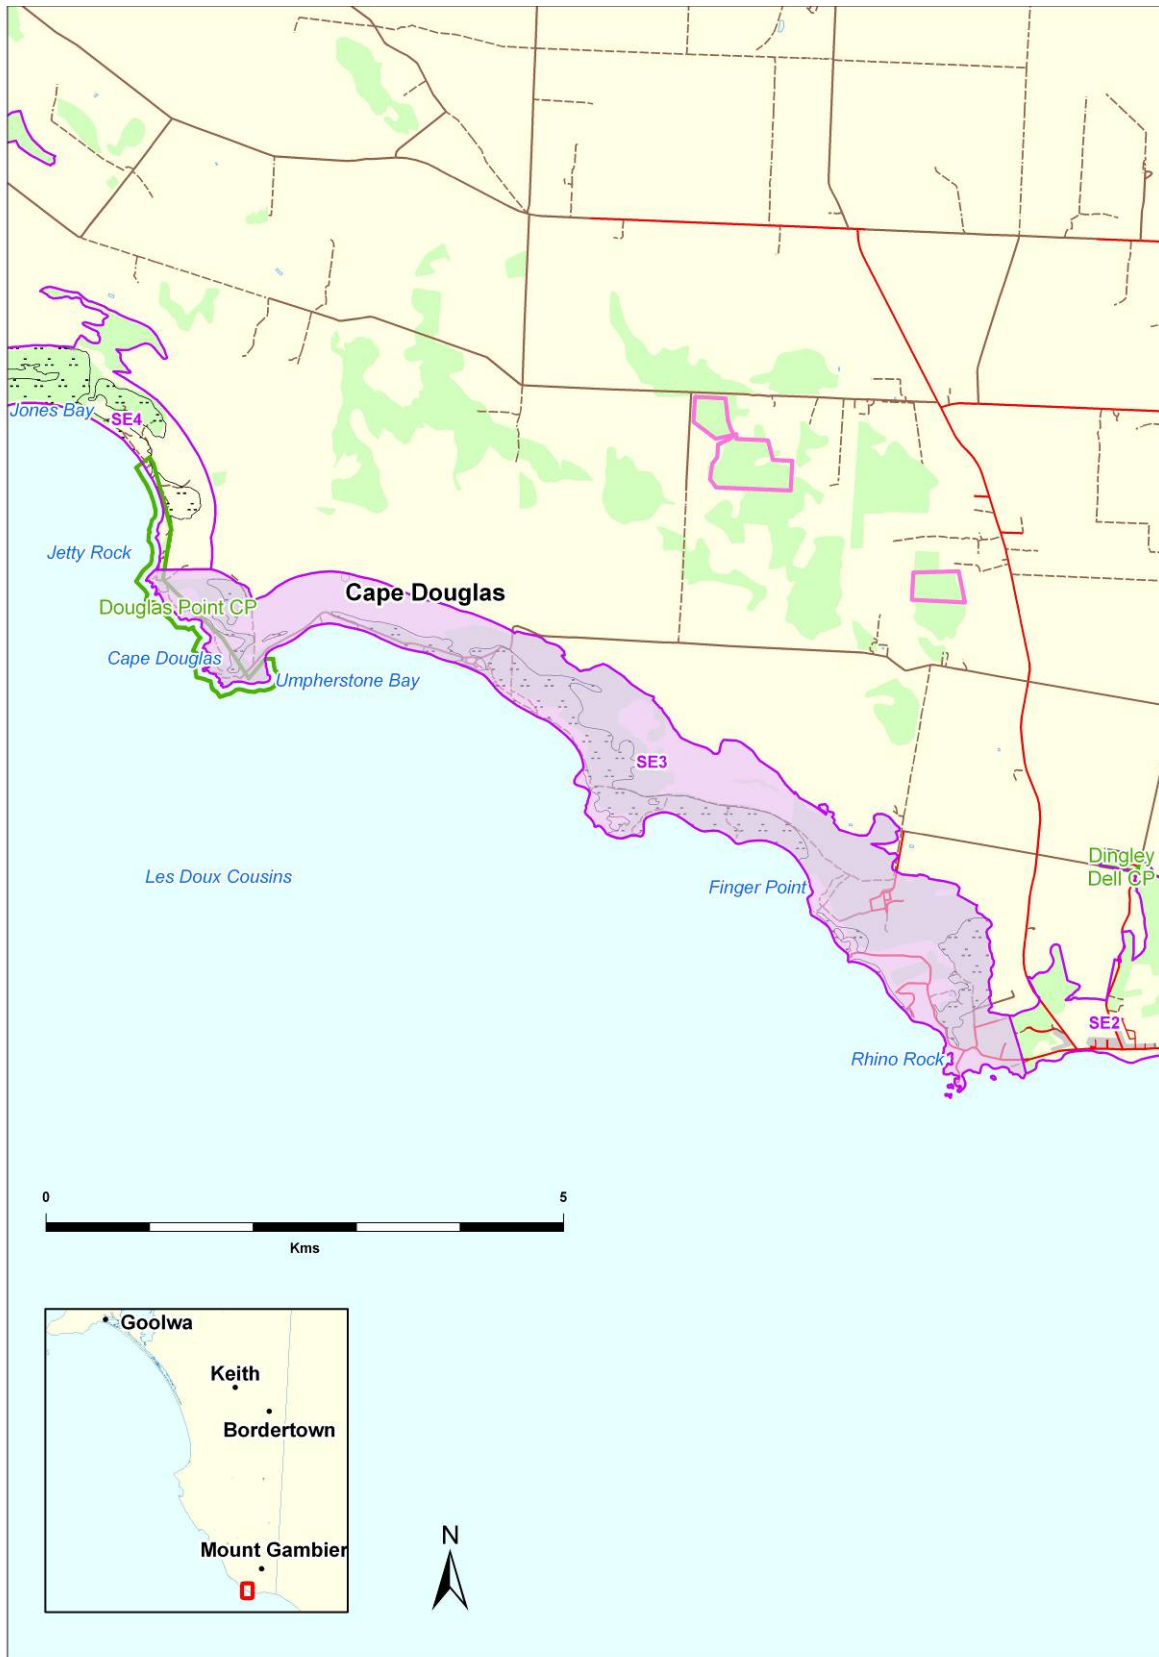 Jones Bay
SE4
Jetty Rock
Cape Douglas
Douglas Point CP
Cape Douglas
Umpherstone Bay
SE3
Les Doux Cousins
Finger Point
Dingley
Dell CP
SE2
Rhino Rock
0
5
Kms
Goolwa
Keith
Bordertown
Mount Gambier
N